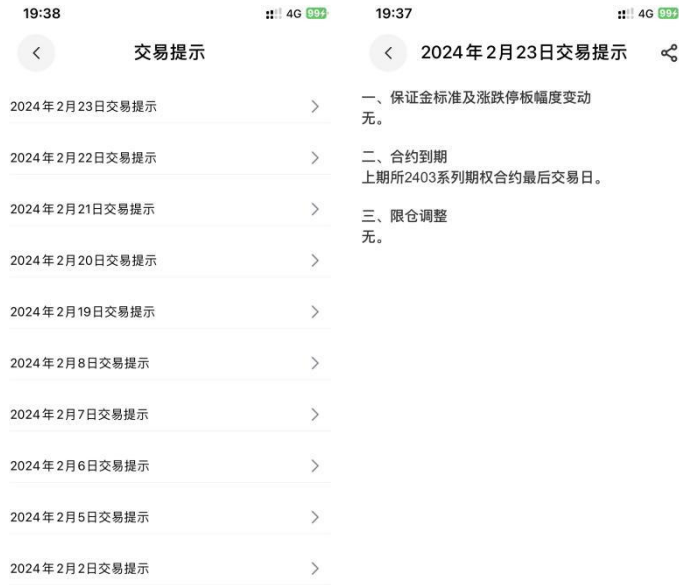 19:38
4G 99+
交易提示
2024年2月23日交易提示
2024年2月22日交易提示
2024年2月21日交易提示
2024年2月20日交易提示
2024年2月19日交易提示
2024年2月8日交易提示
2024年2月7日交易提示
2024年2月6日交易提示
2024年2月5日交易提示
2024年2月2日交易提示
19:37
4G 99
2024年2月23日交易提示
一、保证金标准及涨跌停板幅度变动
无。
二、合约到期
上期所2403系列期权合约最后交易日。
三、限仓调整
无。